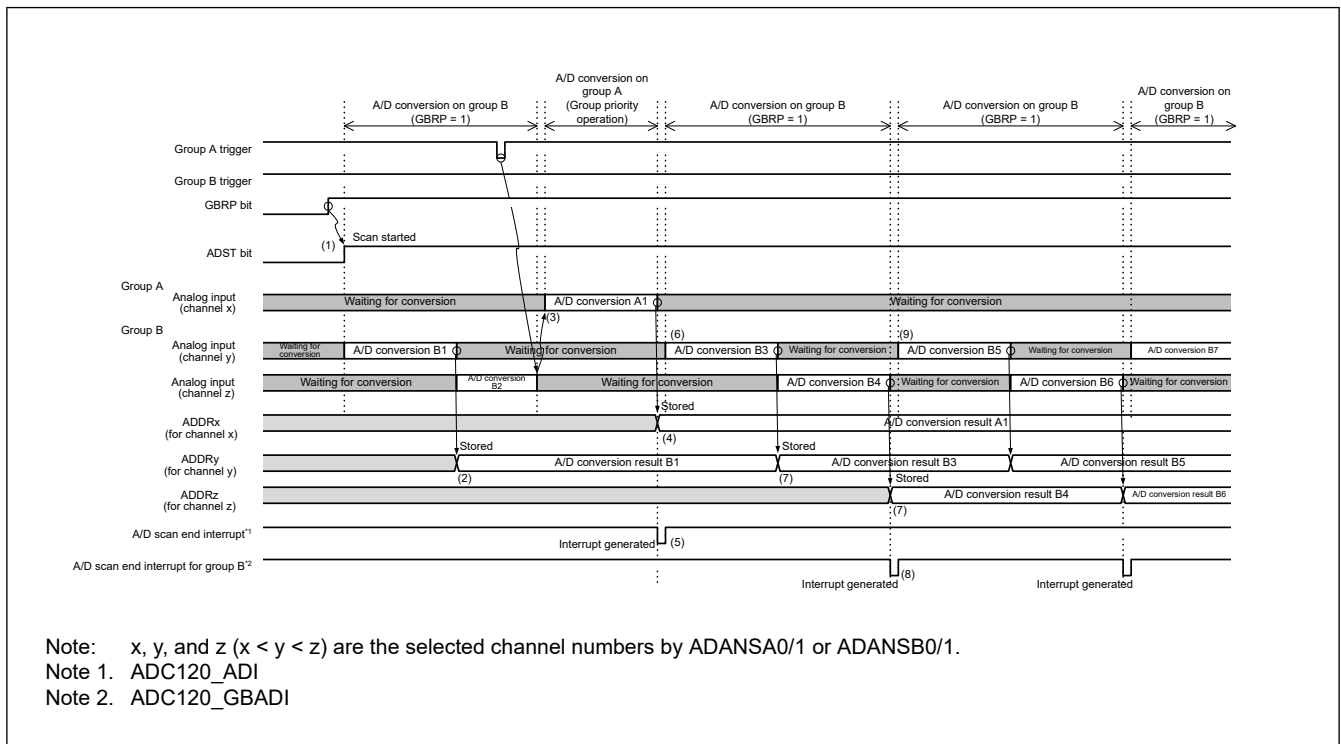 A/D conversion on group B
(GBRP = 1)
A/D conversion on
group A
(Group priority
operation)
A/D conversion on group B
(GBRP = 1)
A/D conversion on group B
(GBRP = 1)
A/D conversion on
group B
(GBRP = 1)
Group A trigger
Group B trigger
GBRP bit
(1)
Scan started
ADST bit
Group A
Analog input
(channel x)
Waiting for conversion
A/D conversion A1
Waiting for conversion
(3)
Group B
(6)
(9)
Analog input
(channel y)
Waiting for
conversion
A/D conversion B1
Waiting for conversion
A/D conversion B3
Waiting for conversion
A/D conversion B5
Waiting for conversion
A/D conversion B7
Analog input
(channel z)
Waiting for conversion
A/D conversion
B2
Waiting for conversion
A/D conversion B4
Waiting for conversion
A/D conversion B6
Waiting for conversion
Stored
ADDRx
(for channel x)
A/D conversion result A1
(4)
Stored
Stored
ADDRy
(for channel y)
A/D conversion result B1
A/D conversion result B3
A/D conversion result B5
(2)
(7)
Stored
ADDRz
(for channel z)
A/D conversion result B4
A/D conversion result B6
(7)
A/D scan end interrupt*1
Interrupt generated
(5)
A/D scan end interrupt for group B*2
(8)
Interrupt generated
Interrupt generated
Note: x, y, and z (x < y < z) are the selected channel numbers by ADANSA0/1 or ADANSB0/1.
Note 1. ADC120_ADI
Note 2. ADC120_GBADI